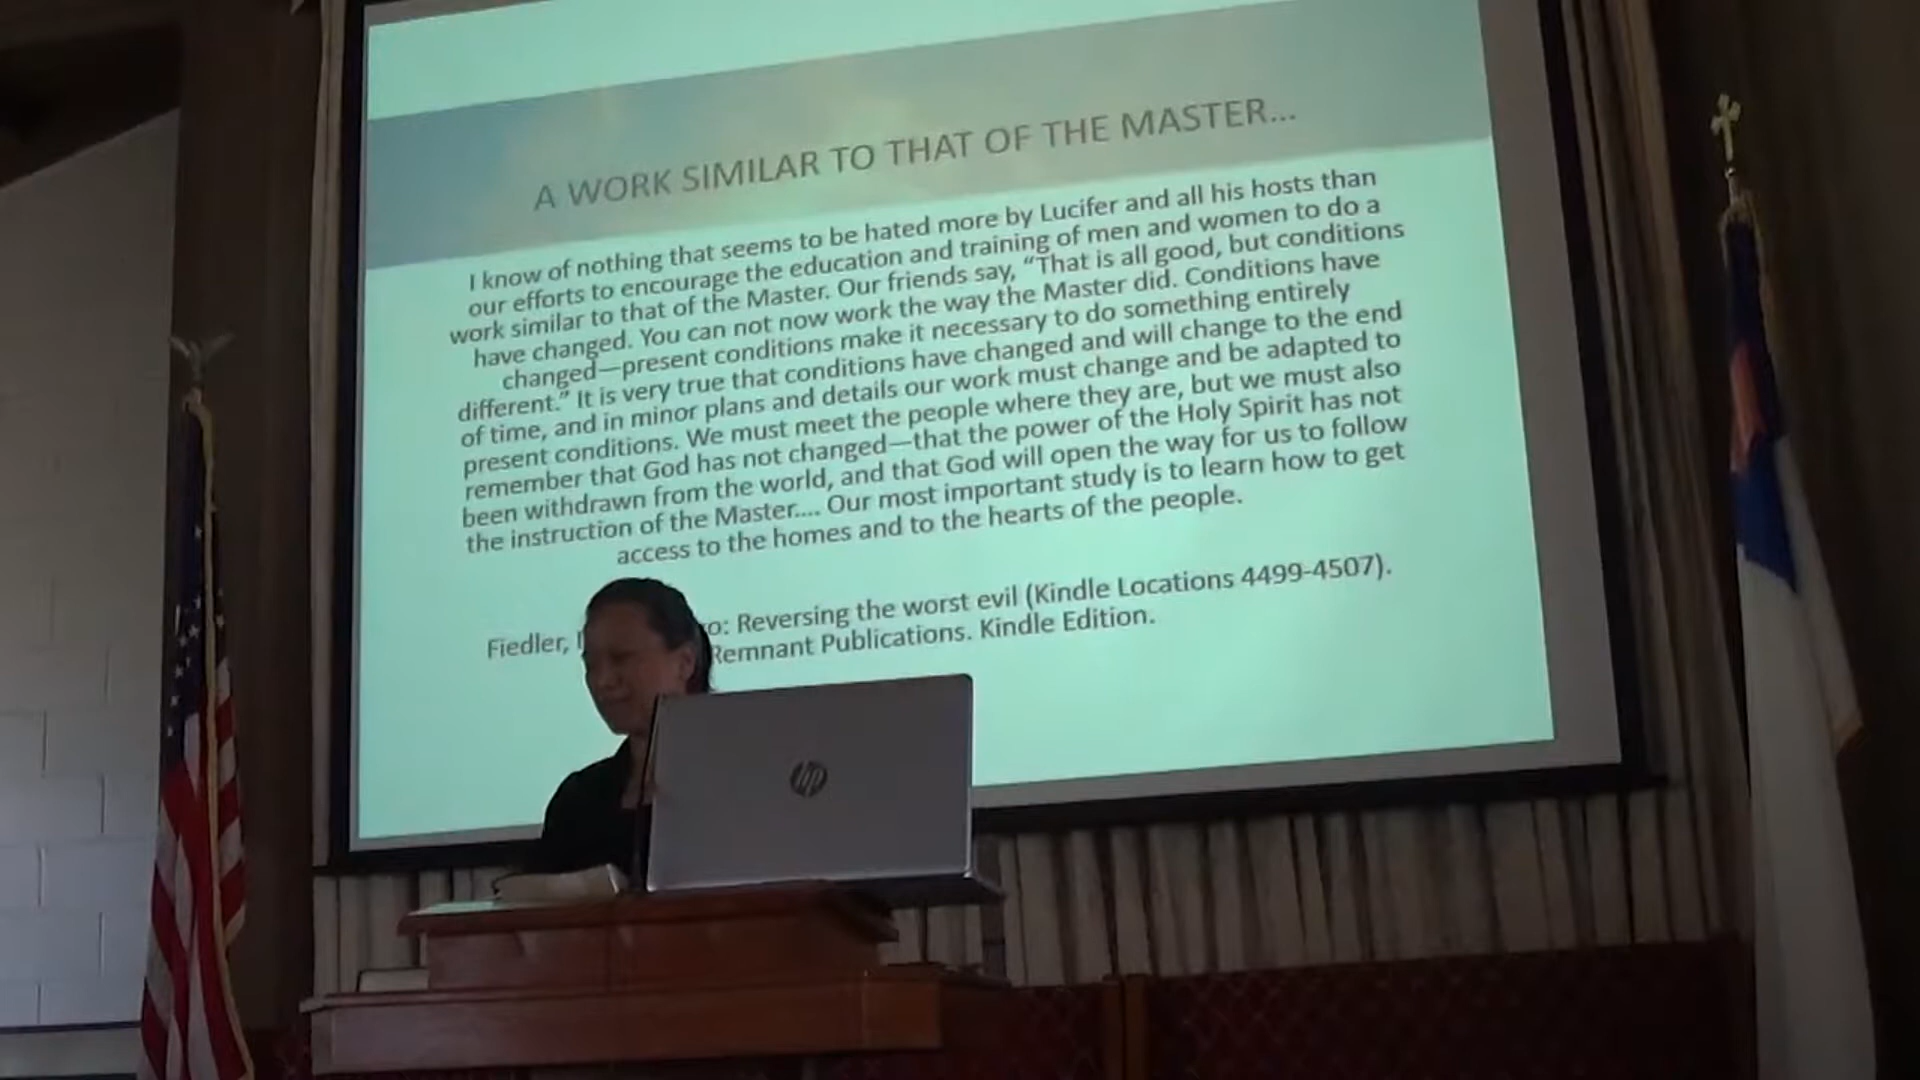 A WORK SIMILAR TO THAT OF THE MASTER...
I know of nothing that seems to be hated more by Lucifer and all his hosts than
our efforts to encourage the education and training of men and women to do a
work similar to that of the Master. Our friends say, “That is all good, but conditions
have changed. You can not now work the way the Master did. Conditions have
changed—present conditions make it necessary to do something entirely
different.” It is very true that conditions have changed and will change to the end
of time, and in minor plans and details our work must change and be adapted to
present conditions. We must meet the people where they are, but we must also
remember that God has not changed—that the power of the Holy Spirit has not
been withdrawn from the world, and that God will open the way for us to follow
the instruction of the Master.... Our most important study is to learn how to get
access to the homes and to the hearts of the people.
Fiedler, o: Reversing the worst evil (Kindle Locations 4499-4507).
Remnant Publications. Kindle Edition.
hp